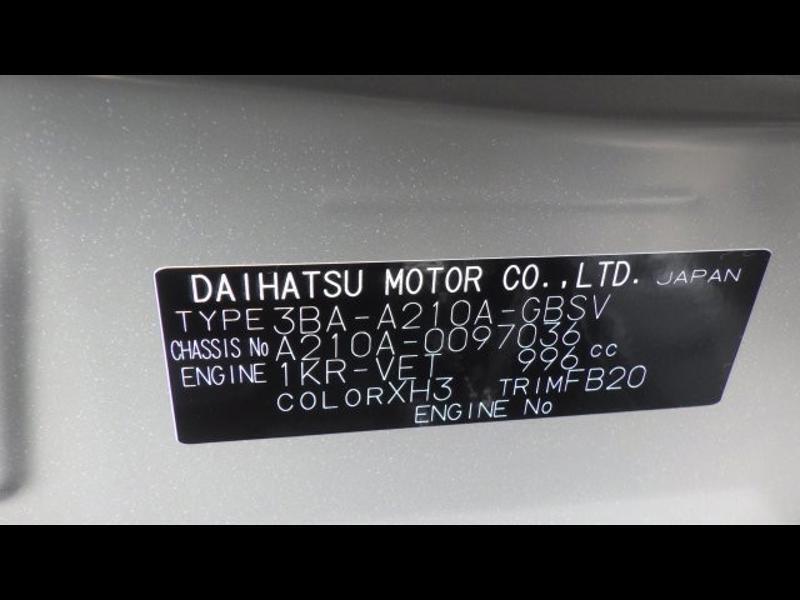 DAIHATSU MOTOR CO.,LTD. JAPAN
TYPE 3BA-A210A-GBSV
CHASSIS No A210A-0097036
ENGINE 1KR-VET 996 cc
COLOR XH3 TRIM FB20
ENGINE No